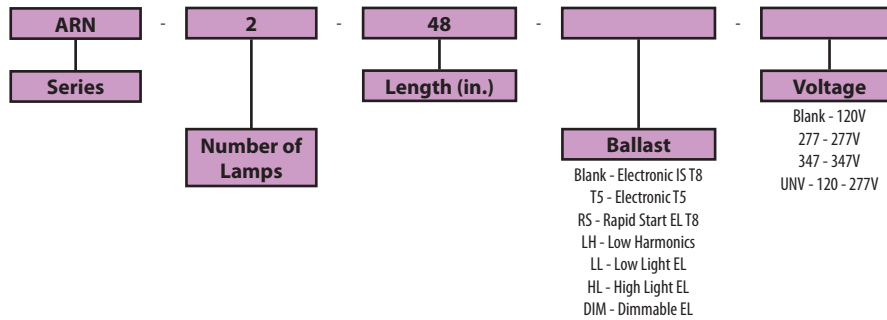 ARN - 2 - 48 - -
Series
Length (in.)
Voltage
Blank - 120V
277 - 277V
347 - 347V
UNV - 120 - 277V
Number of
Lamps
Ballast
Blank - Electronic IS T8
T5 - Electronic T5
RS - Rapid Start EL T8
LH - Low Harmonics
LL - Low Light EL
HL - High Light EL
DIM - Dimmable EL